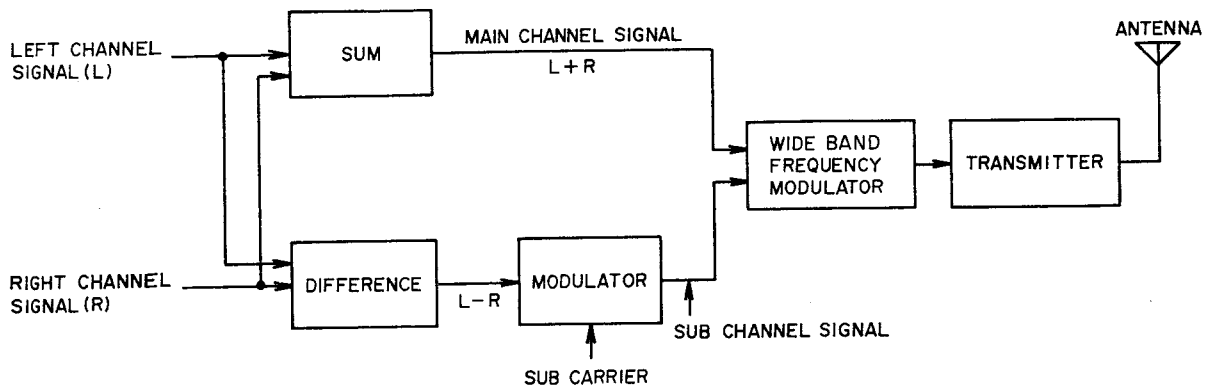 LEFT CHANNEL
SIGNAL (L)
SUM
MAIN CHANNEL SIGNAL
L+R
ANTENNA
WIDE BAND
FREQUENCY
MODULATOR
TRANSMITTER
RIGHT CHANNEL
SIGNAL (R)
DIFFERENCE
L-R
MODULATOR
SUB CHANNEL SIGNAL
SUB CARRIER